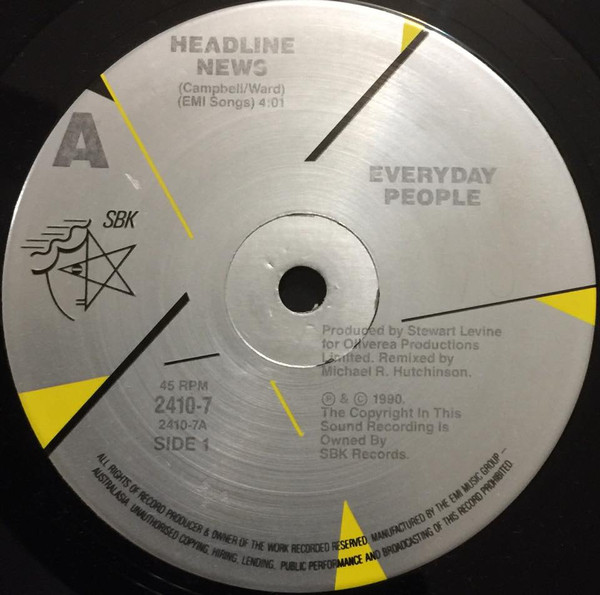 HEADLINE
NEWS
(Campbell/Ward)
(EMI Songs) 4:01
A
EVERYDAY
PEOPLE
SBK
Produced by Stewart Levine
for Oliverea Productions
Limited. Remixed by
Michael R. Hutchinson.
45 RPM
2410-7
2410-7A
SIDE 1
Ⓟ & © 1990.
The Copyright In This
Sound Recording Is
Owned By
SBK Records.
ALL RIGHTS OF RECORD PRODUCER & OWNER OF THE WORK RECORDED RESERVED. MANUFACTURED BY THE EMI MUSIC GROUP —
AUSTRALASIA. UNAUTHORISED COPYING, HIRING, LENDING, PUBLIC PERFORMANCE AND BROADCASTING OF THIS RECORD PROHIBITED.